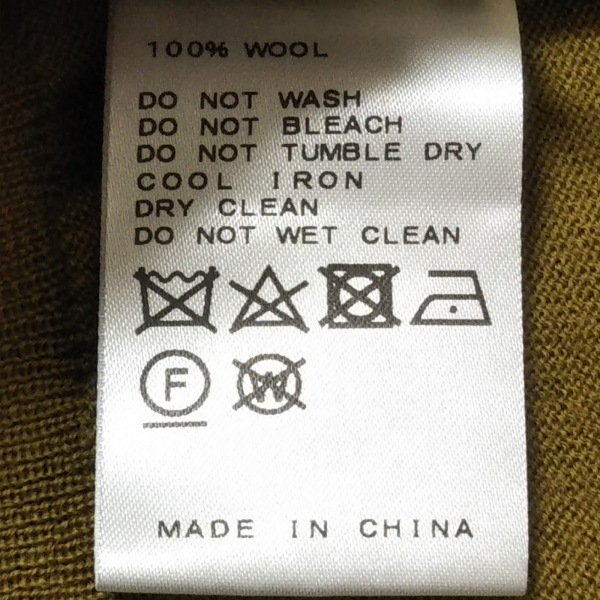 100% WOOL
DO NOT WASH
DO NOT BLEACH
DO NOT TUMBLE DRY
COOL IRON
DRY CLEAN
DO NOT WET CLEAN
F W
MADE IN CHINA